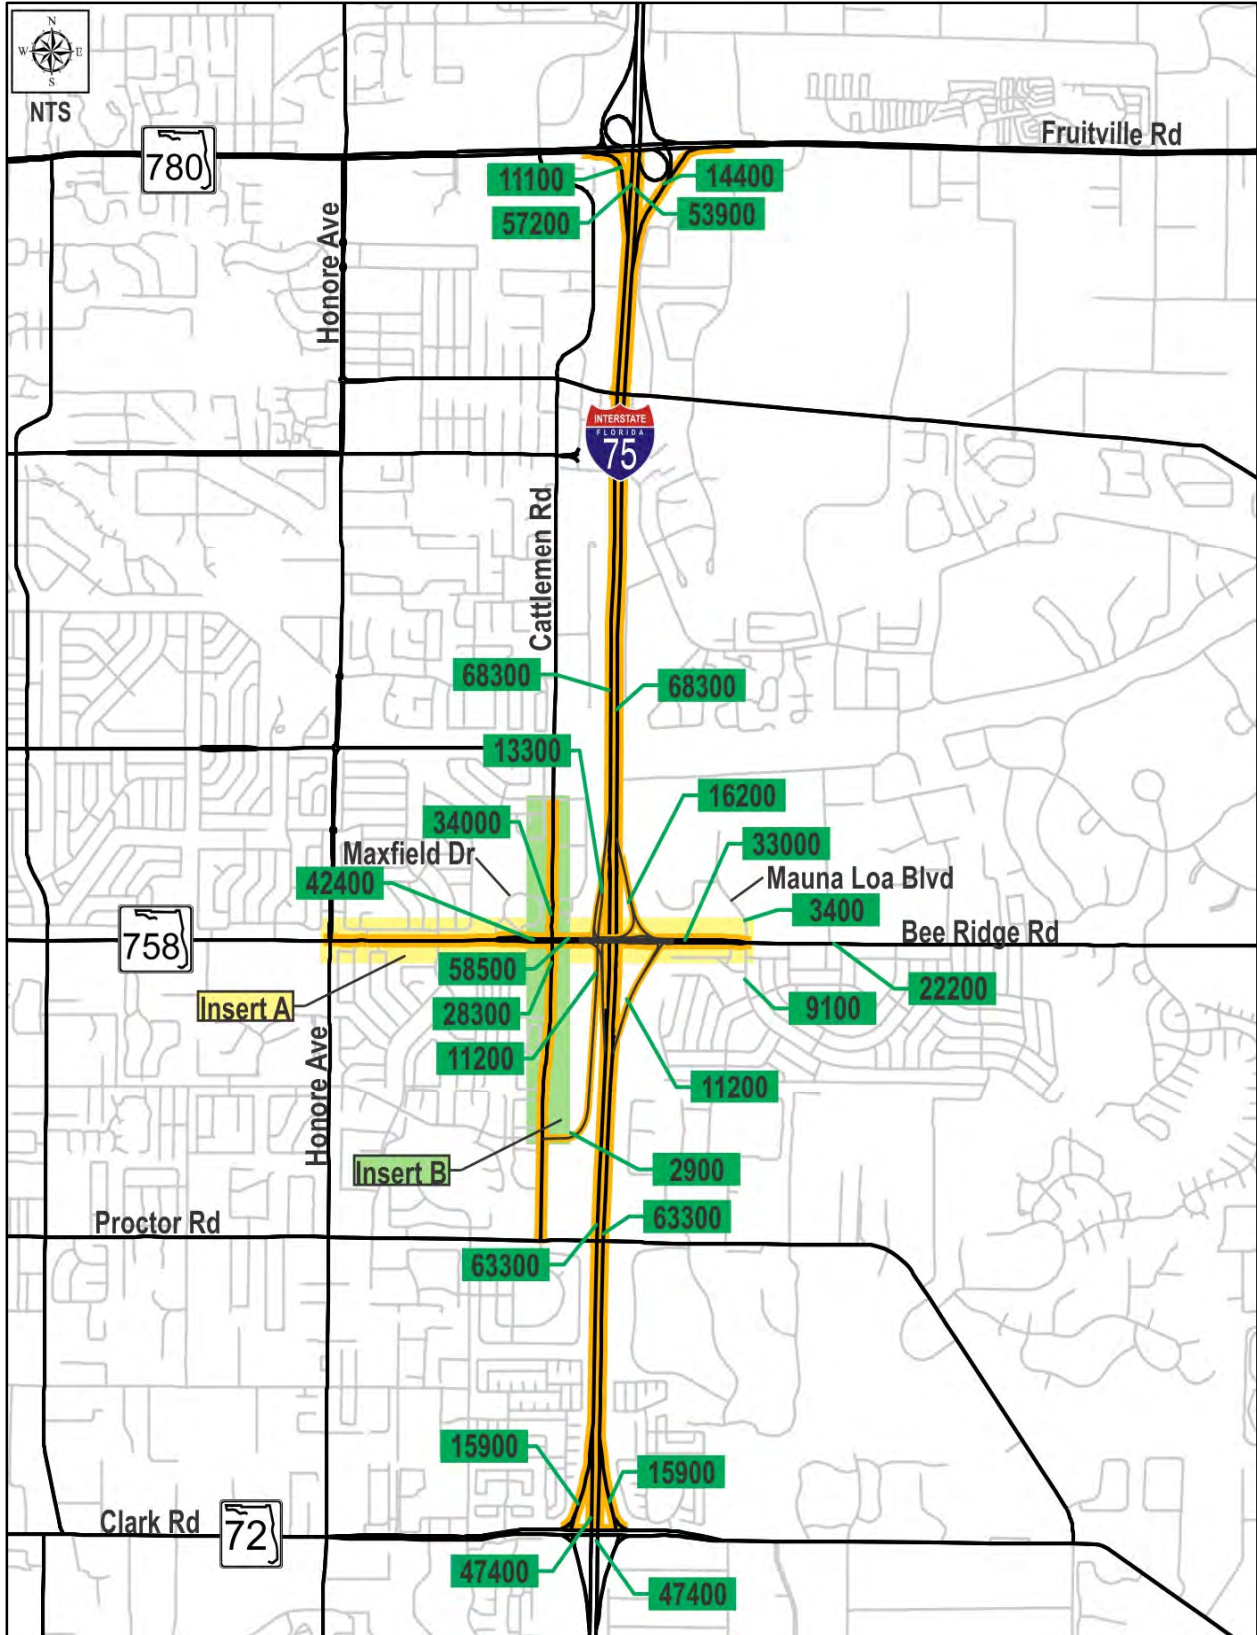 N
W E
S
NTS
780
Fruitville Rd
11100
14400
57200
53900
Honore Ave
INTERSTATE
FLORIDA
75
Cattlemen Rd
68300
68300
13300
16200
34000
33000
Maxfield Dr
Mauna Loa Blvd
42400
3400
758
Bee Ridge Rd
58500
22200
Insert A
28300
9100
11200
11200
Honore Ave
Insert B
2900
Proctor Rd
63300
63300
15900
15900
Clark Rd
72
47400
47400